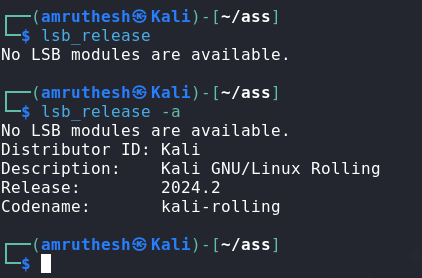 ┌──(amruthesh㉿Kali)-[~/ass]
└─$ lsb_release
No LSB modules are available.
┌──(amruthesh㉿Kali)-[~/ass]
└─$ lsb_release -a
No LSB modules are available.
Distributor ID: Kali
Description:    Kali GNU/Linux Rolling
Release:        2024.2
Codename:       kali-rolling
┌──(amruthesh㉿Kali)-[~/ass]
└─$